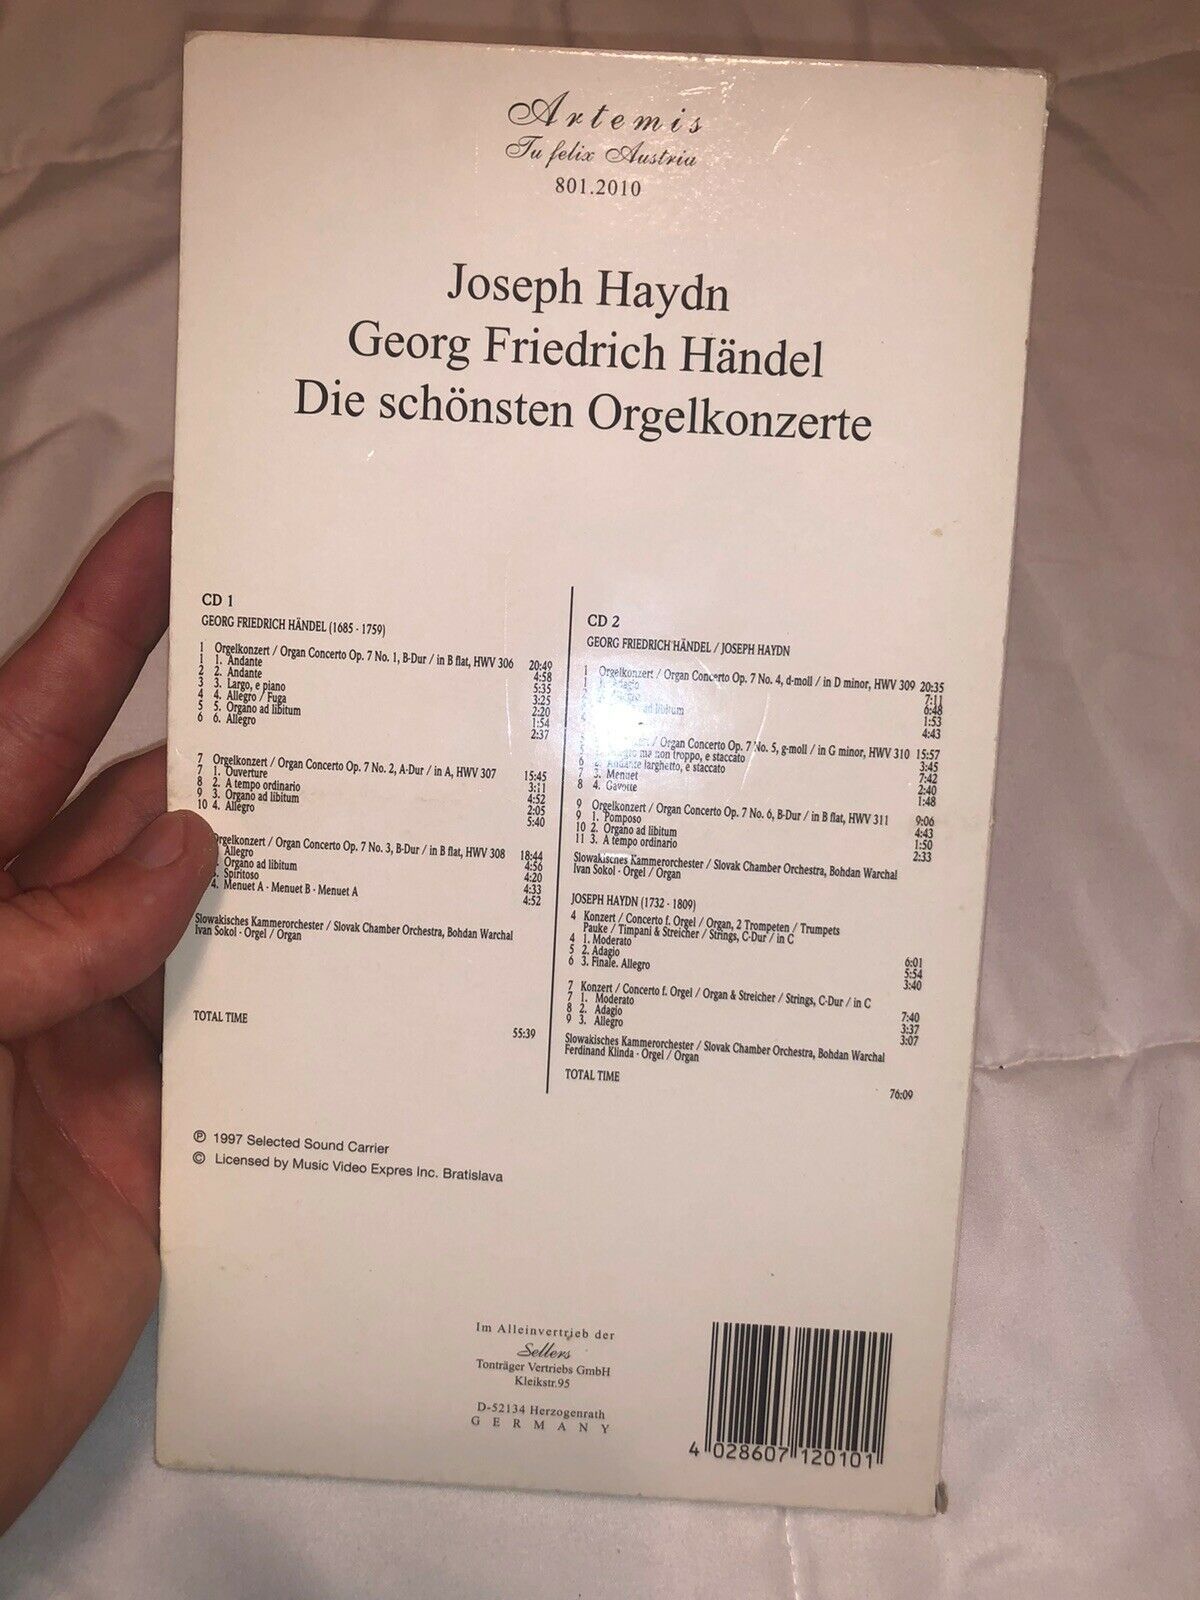 Artemis
Tu felix Austria
801.2010
Joseph Haydn
Georg Friedrich Händel
Die schönsten Orgelkonzerte
CD 1
GEORG FRIEDRICH HÄNDEL (1685 - 1759)
1 Orgelkonzert / Organ Concerto Op. 7 No. 1, B-Dur / in B flat, HWV 306 20:49
1 1. Andante 4:58
2 2. Andante 5:35
3 3. Largo, e piano 3:25
4 4. Allegro / Fuga 2:20
5 5. Organo ad libitum 1:54
6 6. Allegro 2:37
7 Orgelkonzert / Organ Concerto Op. 7 No. 2, A-Dur / in A, HWV 307 15:45
7 1. Ouverture 3:11
8 2. A tempo ordinario 4:52
9 3. Organo ad libitum 2:05
10 4. Allegro 5:40
Orgelkonzert / Organ Concerto Op. 7 No. 3, B-Dur / in B flat, HWV 308 18:44
Allegro 4:56
Organo ad libitum 4:20
Spiritoso 4:33
4. Menuet A - Menuet B - Menuet A 4:52
Slowakisches Kammerorchester / Slovak Chamber Orchestra, Bohdan Warchal
Ivan Sokol - Orgel / Organ
TOTAL TIME 55:39
CD 2
GEORG FRIEDRICH HÄNDEL / JOSEPH HAYDN
1 Orgelkonzert / Organ Concerto Op. 7 No. 4, d-moll / in D minor, HWV 309 20:35
1 1. Adagio 7:11
6:48
ad libitum 1:53
4:43
/ Organ Concerto Op. 7 No. 5, g-moll / in G minor, HWV 310 15:57
5 ma non troppo, e staccato 3:45
6 2. Andante larghetto, e staccato 7:42
7 3. Menuet 2:40
8 4. Gavotte 1:48
9 Orgelkonzert / Organ Concerto Op. 7 No. 6, B-Dur / in B flat, HWV 311 9:06
9 1. Pomposo 4:43
10 2. Organo ad libitum 1:50
11 3. A tempo ordinario 2:33
Slowakisches Kammerorchester / Slovak Chamber Orchestra, Bohdan Warchal
Ivan Sokol - Orgel / Organ
JOSEPH HAYDN (1732 - 1809)
4 Konzert / Concerto f. Orgel / Organ, 2 Trompeten / Trumpets
Pauke / Timpani & Streicher / Strings, C-Dur / in C
4 1. Moderato 6:01
5 2. Adagio 5:54
6 3. Finale. Allegro 3:40
7 Konzert / Concerto f. Orgel / Organ & Streicher / Strings, C-Dur / in C
7 1. Moderato 7:40
8 2. Adagio 3:37
9 3. Allegro 3:07
Slowakisches Kammerorchester / Slovak Chamber Orchestra, Bohdan Warchal
Ferdinand Klinda - Orgel / Organ
TOTAL TIME 76:09
℗ 1997 Selected Sound Carrier
© Licensed by Music Video Expres Inc. Bratislava
Im Alleinvertrieb der
Sellers
Tonträger Vertriebs GmbH
Kleikstr.95
D-52134 Herzogenrath
GERMANY
4 028607 120101